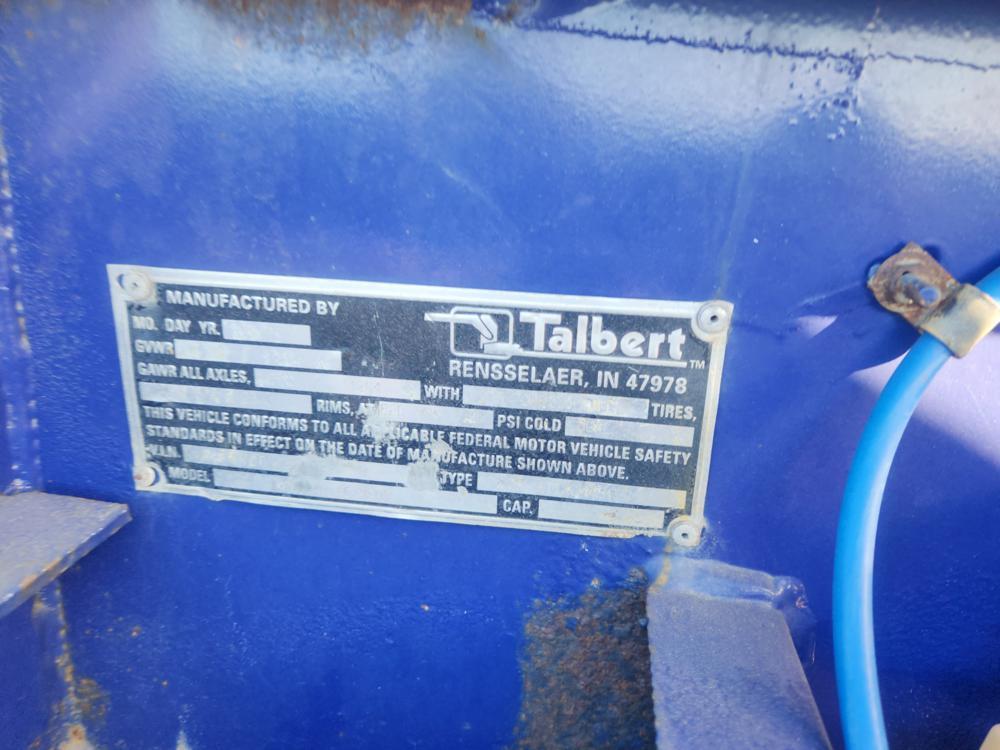 MANUFACTURED BY
Talbert™
MO. DAY YR.
RENSSELAER, IN 47978
GVWR
GAWR ALL AXLES, WITH TIRES,
RIMS, AT PSI COLD
THIS VEHICLE CONFORMS TO ALL APPLICABLE FEDERAL MOTOR VEHICLE SAFETY
STANDARDS IN EFFECT ON THE DATE OF MANUFACTURE SHOWN ABOVE.
V.I.N. TYPE
MODEL CAP.